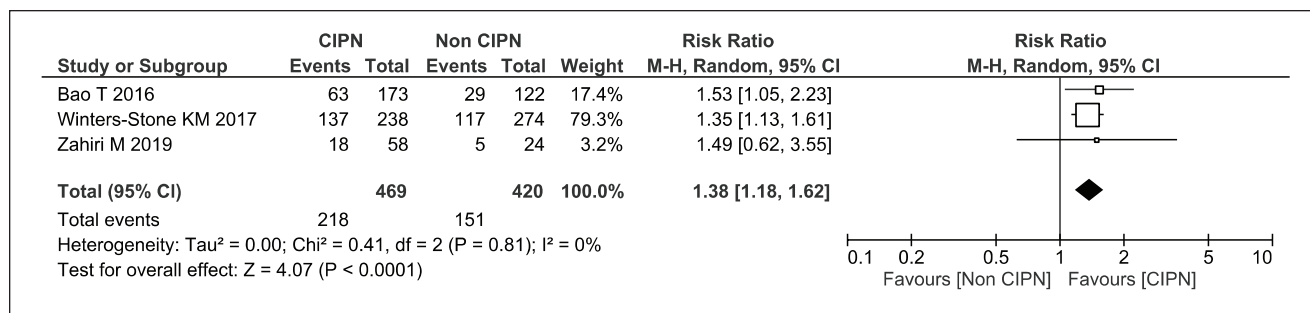 CIPN Non CIPN Risk Ratio Risk Ratio
Study or Subgroup Events Total Events Total Weight M-H, Random, 95% CI M-H, Random, 95% CI
Bao T 2016 63 173 29 122 17.4% 1.53 [1.05, 2.23]
Winters-Stone KM 2017 137 238 117 274 79.3% 1.35 [1.13, 1.61]
Zahiri M 2019 18 58 5 24 3.2% 1.49 [0.62, 3.55]
Total (95% CI) 469 420 100.0% 1.38 [1.18, 1.62]
Total events 218 151
Heterogeneity: Tau² = 0.00; Chi² = 0.41, df = 2 (P = 0.81); I² = 0%
Test for overall effect: Z = 4.07 (P < 0.0001)
0.1 0.2 0.5 1 2 5 10
Favours [Non CIPN] Favours [CIPN]